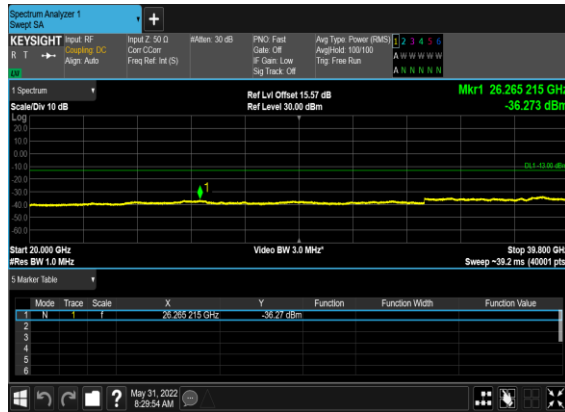 Spectrum Analyzer 1
Swept SA
+
KEYSIGHT Input: RF Input Z: 50 Ω #Atten: 30 dB PNO: Fast Avg Type: Power (RMS) 1 2 3 4 5 6
R T Coupling: DC Corr CCorr Gate: Off Avg|Hold: 100/100 A W W W W W
Align: Auto Freq Ref: Int (S) IF Gain: Low Trig: Free Run
Sig Track: Off A N N N N N
1 Spectrum Ref Lvl Offset 15.57 dB Mkr1 26.265 215 GHz
Scale/Div 10 dB Ref Level 30.00 dBm -36.273 dBm
Log
20.0
10.0
0.00
-10.0
DL1 -13.00 dBm
-20.0
-30.0
1
-40.0
-50.0
-60.0
Start 20.000 GHz Video BW 3.0 MHz* Stop 39.800 GHz
#Res BW 1.0 MHz Sweep ~39.2 ms (40001 pts)
5 Marker Table
Mode Trace Scale X Y Function Function Width Function Value
1 N 1 f 26.265 215 GHz -36.27 dBm
2
3
4
5
6
? May 31, 2022
8:29:54 AM